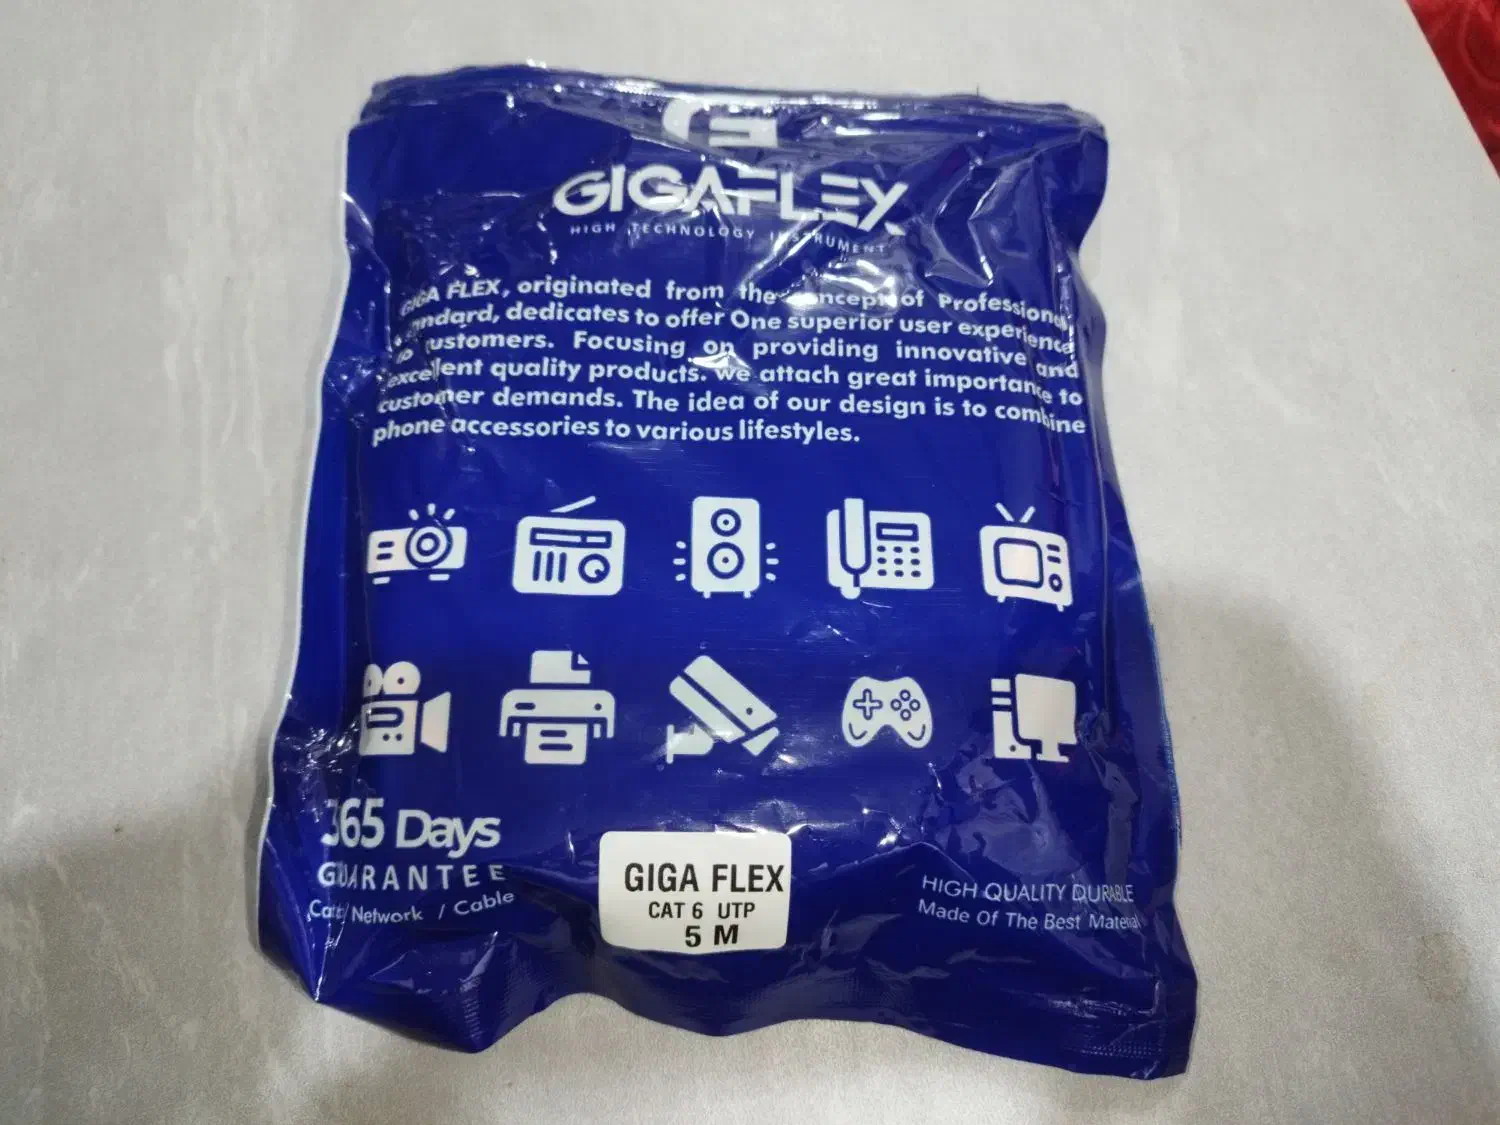 GIGAFLEX
HIGH TECHNOLOGY INSTRUMENT
GIGA FLEX, originated from the concept of Professional
standard, dedicates to offer One superior user experience
to customers. Focusing on providing innovative and
excellent quality products. we attach great importance to
customer demands. The idea of our design is to combine
phone accessories to various lifestyles.
365 Days
GUARANTEE
Network / Cable
GIGA FLEX
CAT 6 UTP
5 M
HIGH QUALITY DURABLE
Made Of The Best Material